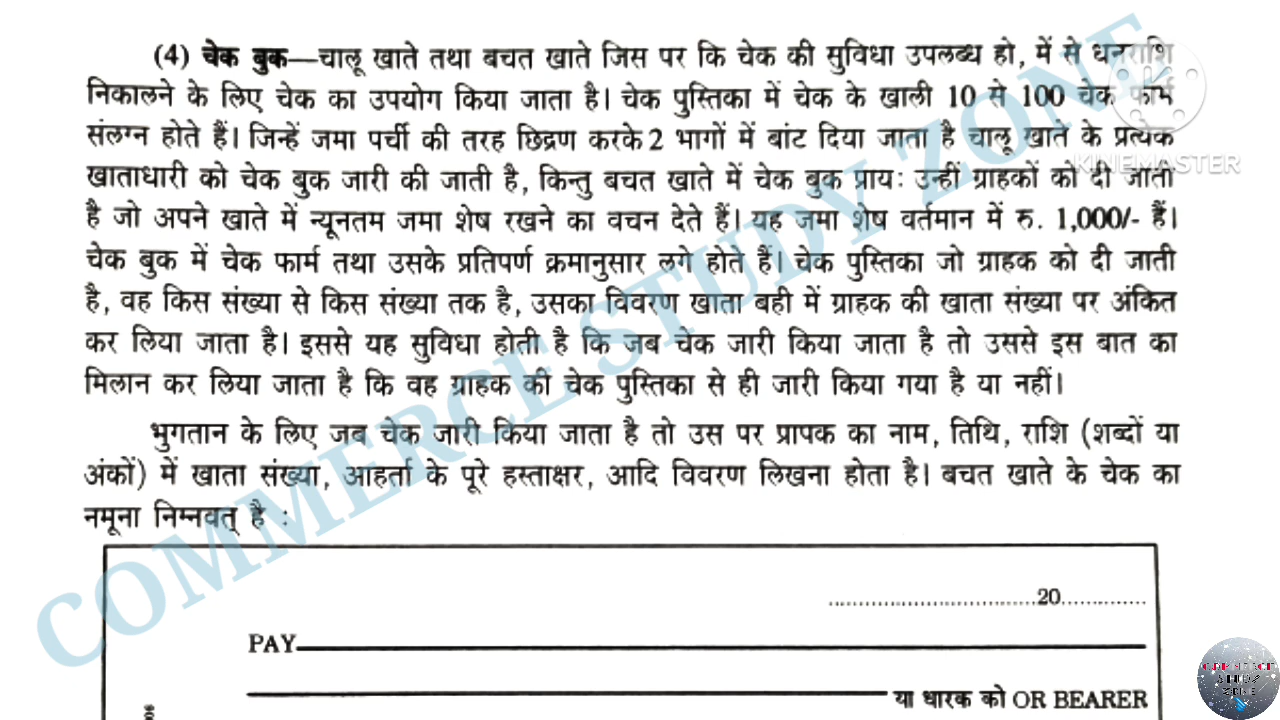 (4) चेक बुक—चालू खाते तथा बचत खाते जिस पर कि चेक की सुविधा उपलब्ध हो, में से धनराशि
निकालने के लिए चेक का उपयोग किया जाता है। चेक पुस्तिका में चेक के खाली 10 से 100 चेक फार्म
संलग्न होते हैं। जिन्हें जमा पर्ची की तरह छिद्रण करके 2 भागों में बांट दिया जाता है चालू खाते के प्रत्येक
खाताधारी को चेक बुक जारी की जाती है, किन्तु बचत खाते में चेक बुक प्रायः उन्हीं ग्राहकों को दी जाती
है जो अपने खाते में न्यूनतम जमा शेष रखने का वचन देते हैं। यह जमा शेष वर्तमान में रु. 1,000/- हैं।
चेक बुक में चेक फार्म तथा उसके प्रतिपर्ण क्रमानुसार लगे होते हैं। चेक पुस्तिका जो ग्राहक को दी जाती
है, वह किस संख्या से किस संख्या तक है, उसका विवरण खाता बही में ग्राहक की खाता संख्या पर अंकित
कर लिया जाता है। इससे यह सुविधा होती है कि जब चेक जारी किया जाता है तो उससे इस बात का
मिलान कर लिया जाता है कि वह ग्राहक की चेक पुस्तिका से ही जारी किया गया है या नहीं।
भुगतान के लिए जब चेक जारी किया जाता है तो उस पर प्रापक का नाम, तिथि, राशि (शब्दों या
अंकों) में खाता संख्या, आहर्ता के पूरे हस्ताक्षर, आदि विवरण लिखना होता है। बचत खाते के चेक का
नमूना निम्नवत् है :
....................................20..............
PAY
या धारक को OR BEARER
COMMERCE STUDY ZONE
KINEMASTER
COMMERCE
STUDY
ZONE